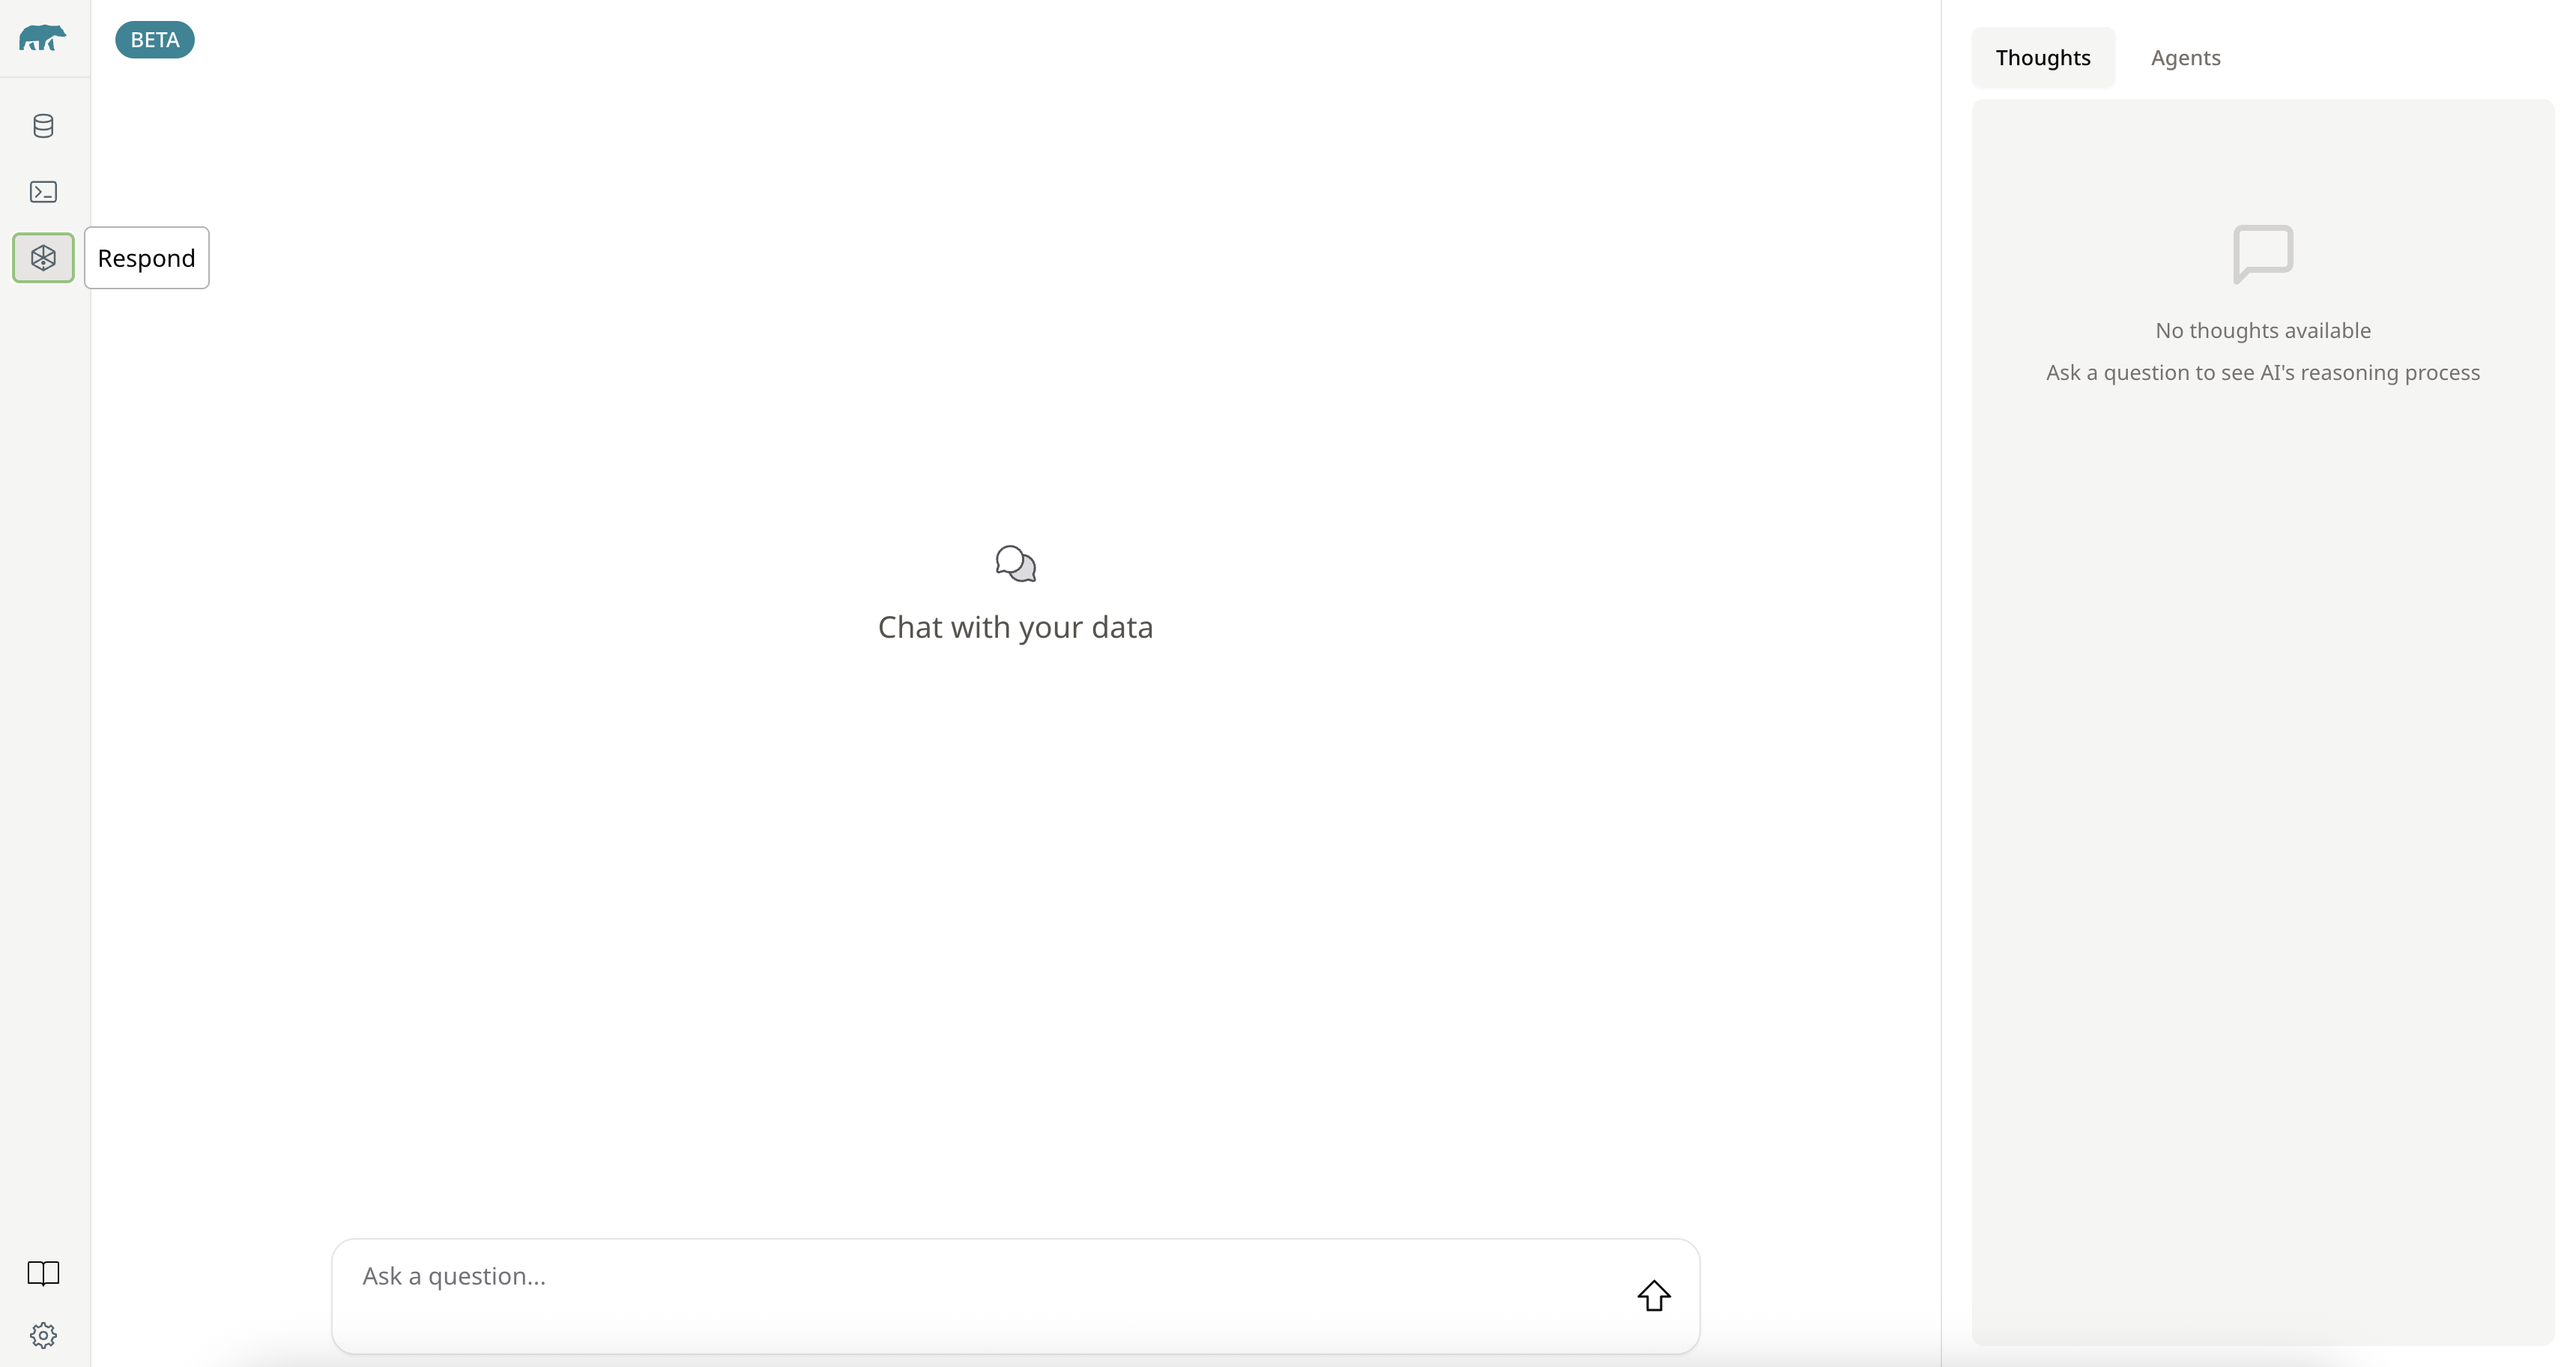 BETA
Thoughts
Agents
Respond
No thoughts available
Ask a question to see AI's reasoning process
Chat with your data
Ask a question...